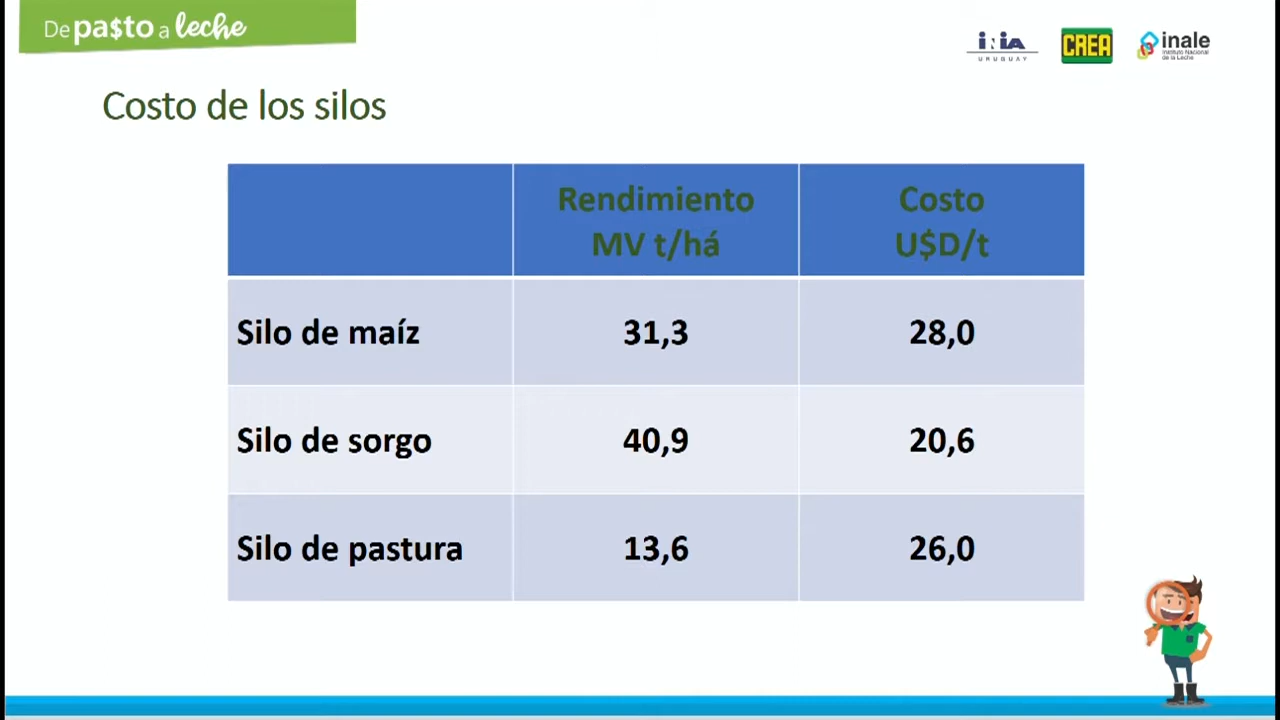 De pa$to a leche
INIA
URUGUAY
CREA
inale
Instituto Nacional
de la Leche
Costo de los silos
Rendimiento
MV t/há
Costo
U$D/t
Silo de maíz 31,3 28,0
Silo de sorgo 40,9 20,6
Silo de pastura 13,6 26,0